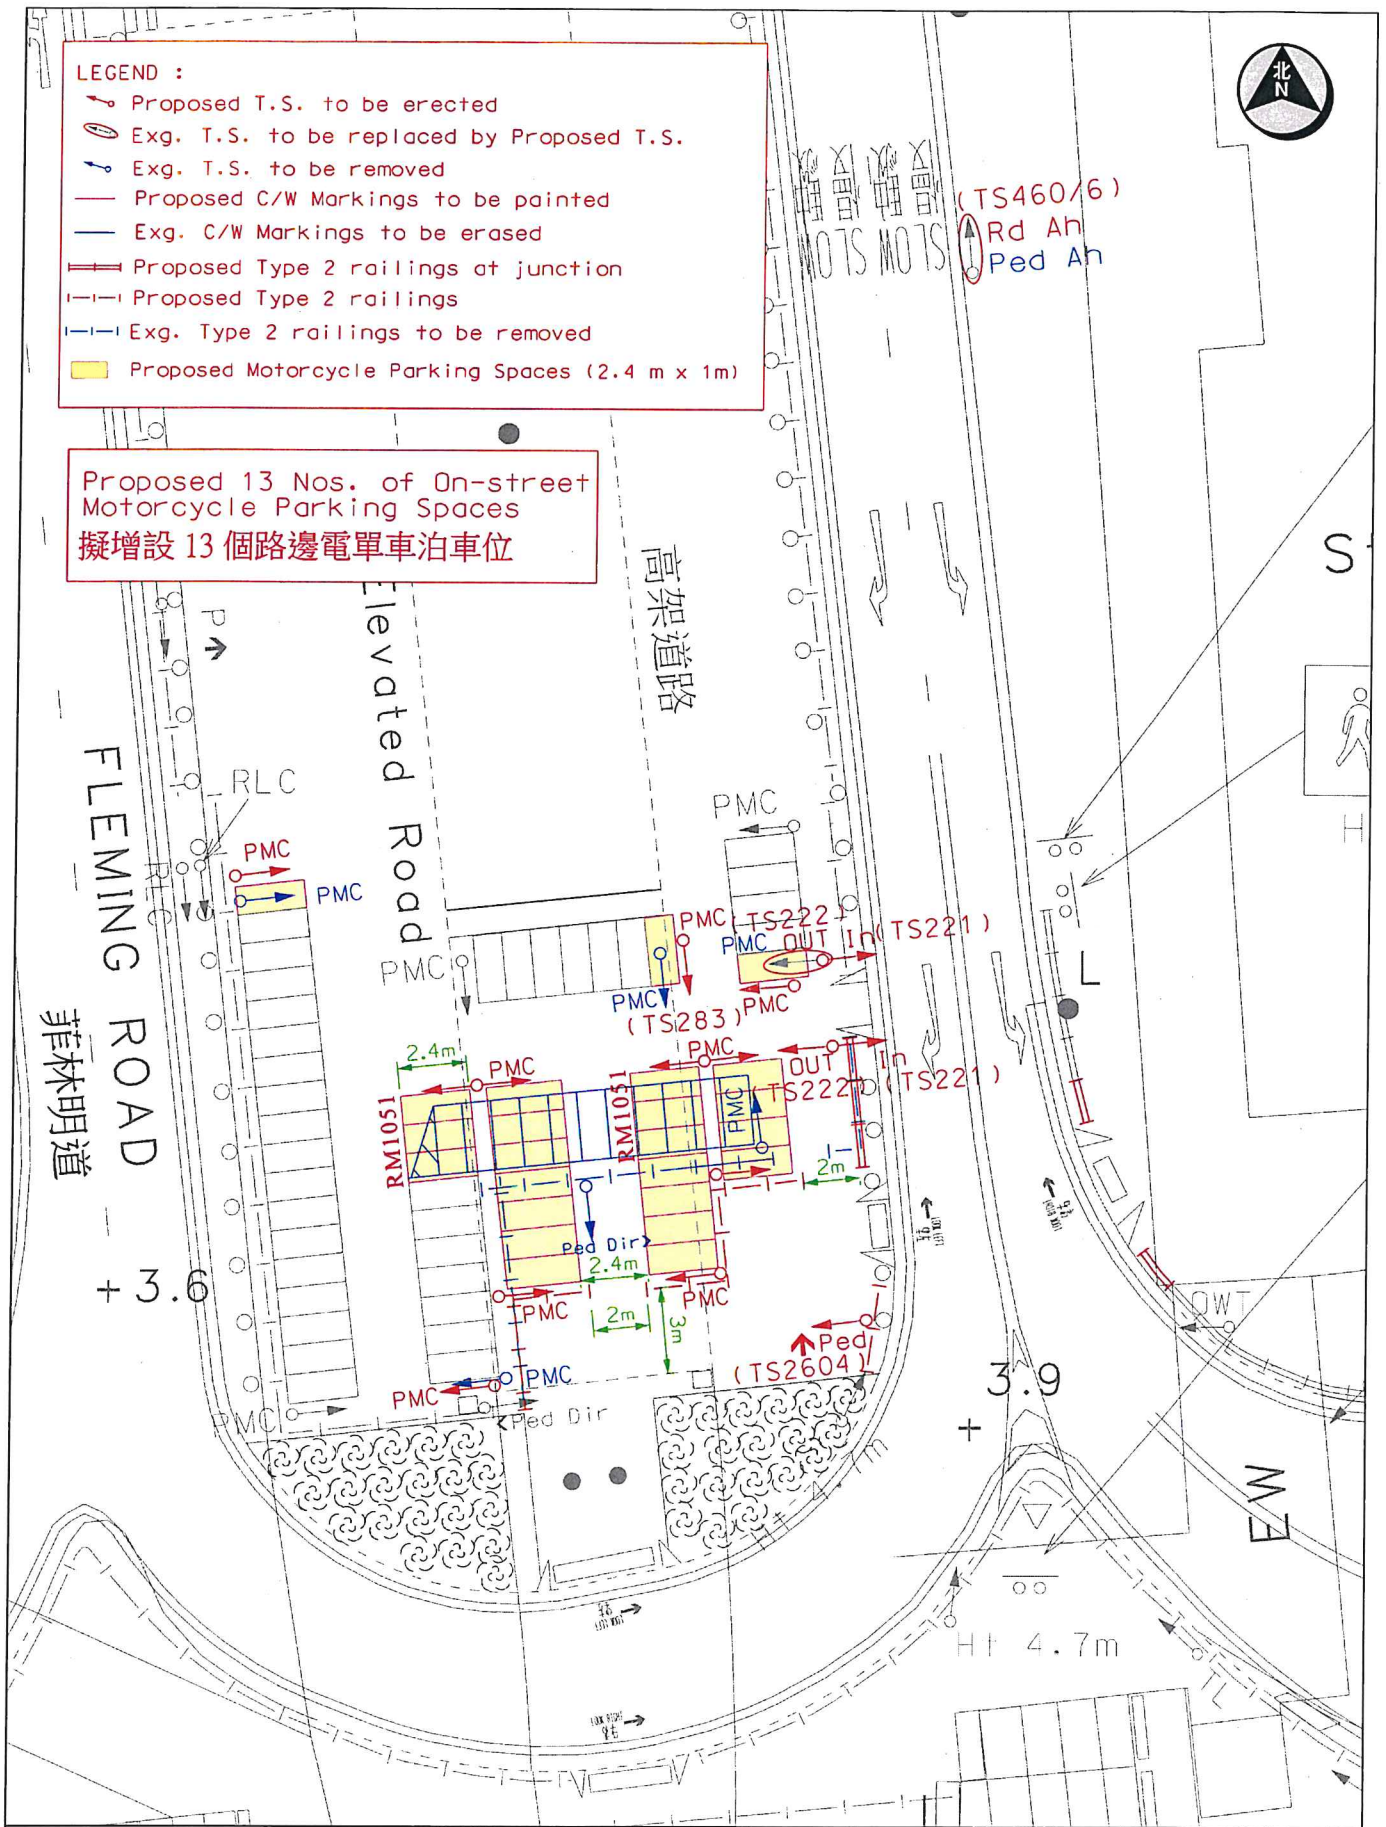 LEGEND :
Proposed T.S. to be erected
Exg. T.S. to be replaced by Proposed T.S.
Exg. T.S. to be removed
Proposed C/W Markings to be painted
Exg. C/W Markings to be erased
Proposed Type 2 railings at junction
Proposed Type 2 railings
Exg. Type 2 railings to be removed
Proposed Motorcycle Parking Spaces (2.4 m x 1m)
北
N
SLOW
SLOW
(TS460/6)
Rd Ah
Ped Ah
Proposed 13 Nos. of On-street
Motorcycle Parking Spaces
擬增設 13 個路邊電單車泊車位
S
Elevated Road
高架道路
P
RLC
RLC
FLEMING ROAD
菲林明道
H
PMC
PMC
PMC
PMC
PMC
(TS222)
PMC
OUT
In
(TS221)
PMC
PMC
(TS283)
L
2.4m
PMC
PMC
OUT
In
(TS222)
(TS221)
RM1051
RM1051
PMC
2m
Ped Dir
2.4m
+ 3.6
PMC
2m
PMC
3m
DWT
Ped
(TS2604)
PMC
PMC
PMC
Ped Dir
3.9
+
EW
Ht 4.7m